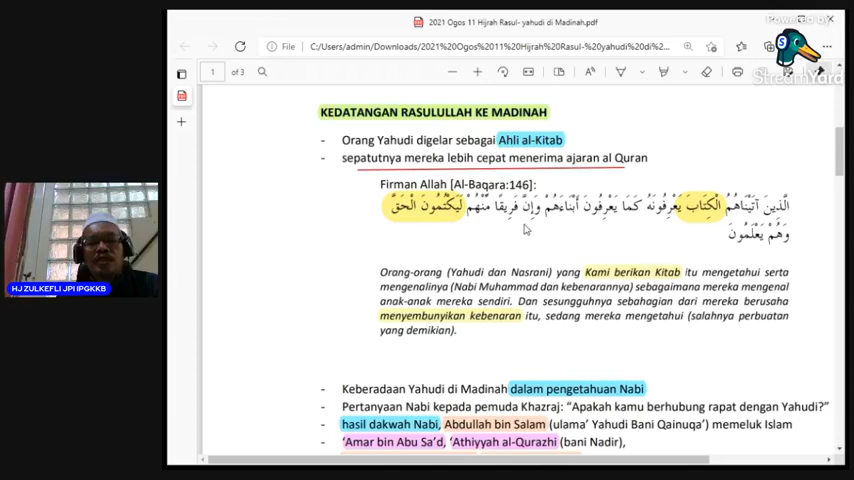 2021 Ogos 11 Hijrah Rasul- yahudi di Madinah.pdf
Powered by
File
C:/Users/admin/Downloads/2021%20Ogos%2011%20Hijrah%20Rasul-%20yahudi%20di%...
StreamYard
1 of 3
KEDATANGAN RASULULLAH KE MADINAH
- Orang Yahudi digelar sebagai Ahli al-Kitab
- sepatutnya mereka lebih cepat menerima ajaran al Quran
Firman Allah [Al-Baqara:146]:
الَّذِينَ آتَيْنَاهُمُ الْكِتَابَ يَعْرِفُونَهُ كَمَا يَعْرِفُونَ أَبْنَاءَهُمْ وَإِنَّ فَرِيقًا مِّنْهُمْ لَيَكْتُمُونَ الْحَقَّ
وَهُمْ يَعْلَمُونَ
Orang-orang (Yahudi dan Nasrani) yang Kami berikan Kitab itu mengetahui serta
mengenalinya (Nabi Muhammad dan kebenarannya) sebagaimana mereka mengenal
anak-anak mereka sendiri. Dan sesungguhnya sebahagian dari mereka berusaha
menyembunyikan kebenaran itu, sedang mereka mengetahui (salahnya perbuatan
yang demikian).
HJ ZULKEFLI JPI IPGKKB
- Keberadaan Yahudi di Madinah dalam pengetahuan Nabi
- Pertanyaan Nabi kepada pemuda Khazraj: "Apakah kamu berhubung rapat dengan Yahudi?"
- hasil dakwah Nabi, Abdullah bin Salam (ulama' Yahudi Bani Qainuqa') memeluk Islam
- 'Amar bin Abu Sa'd, 'Athiyyah al-Qurazhi (bani Nadir),